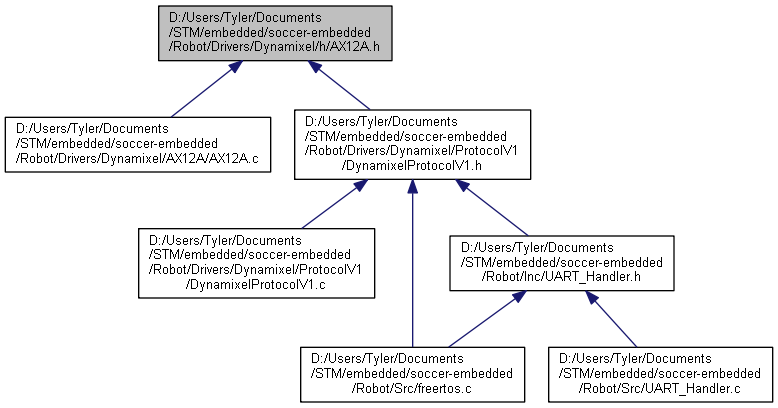 D:/Users/Tyler/Documents
/STM/embedded/soccer-embedded
/Robot/Drivers/Dynamixel/h/AX12A.h
D:/Users/Tyler/Documents
/STM/embedded/soccer-embedded
/Robot/Drivers/Dynamixel/AX12A/AX12A.c
D:/Users/Tyler/Documents
/STM/embedded/soccer-embedded
/Robot/Drivers/Dynamixel/ProtocolV1
/DynamixelProtocolV1.h
D:/Users/Tyler/Documents
/STM/embedded/soccer-embedded
/Robot/Drivers/Dynamixel/ProtocolV1
/DynamixelProtocolV1.c
D:/Users/Tyler/Documents
/STM/embedded/soccer-embedded
/Robot/Inc/UART_Handler.h
D:/Users/Tyler/Documents
/STM/embedded/soccer-embedded
/Robot/Src/freertos.c
D:/Users/Tyler/Documents
/STM/embedded/soccer-embedded
/Robot/Src/UART_Handler.c